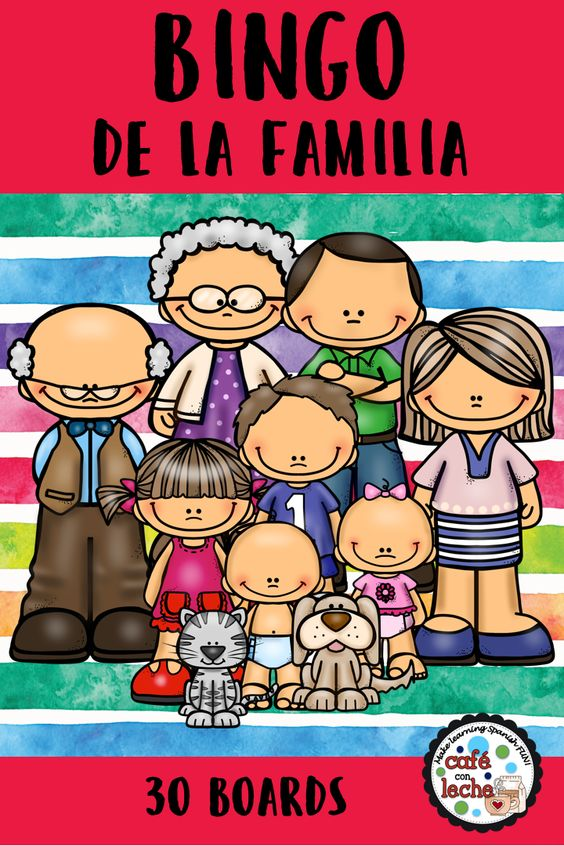 BINGO
DE LA FAMILIA
1
30 BOARDS
Make learning Spanish FUN!
café
con
leche